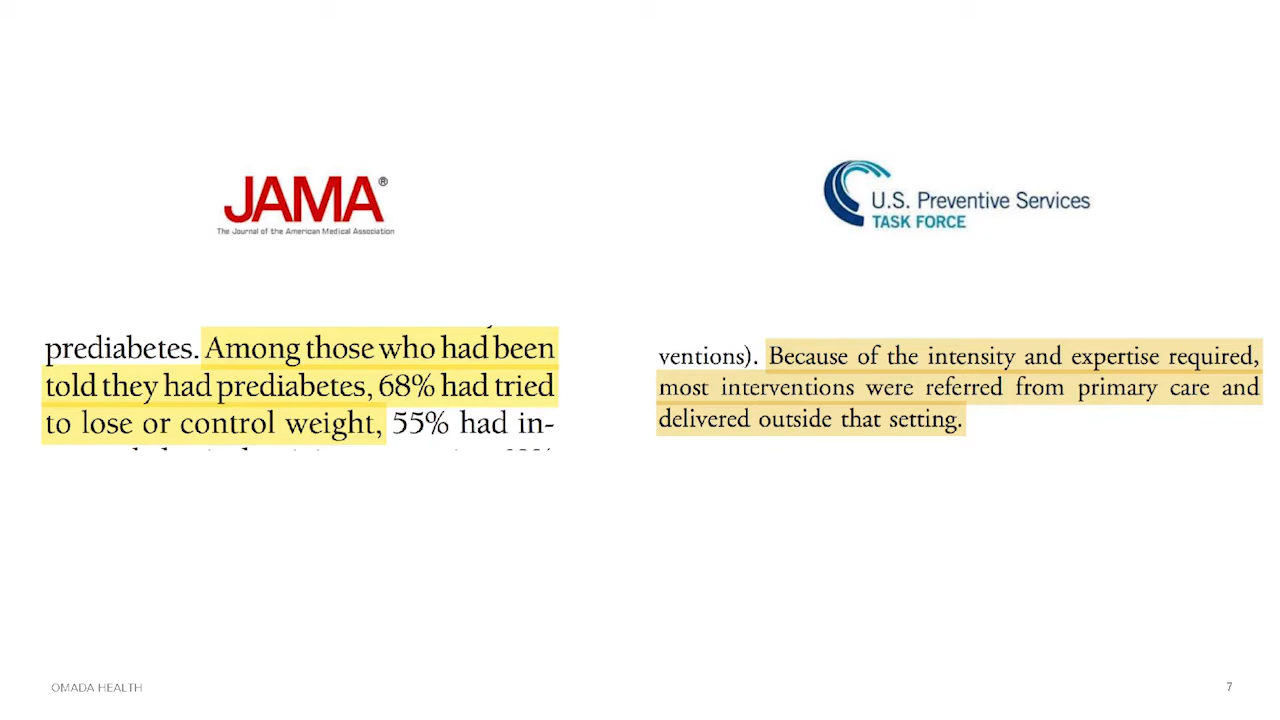 JAMA®
The Journal of the American Medical Association
prediabetes. Among those who had been
told they had prediabetes, 68% had tried
to lose or control weight, 55% had in-
U.S. Preventive Services
TASK FORCE
ventions). Because of the intensity and expertise required,
most interventions were referred from primary care and
delivered outside that setting.
OMADA HEALTH
7